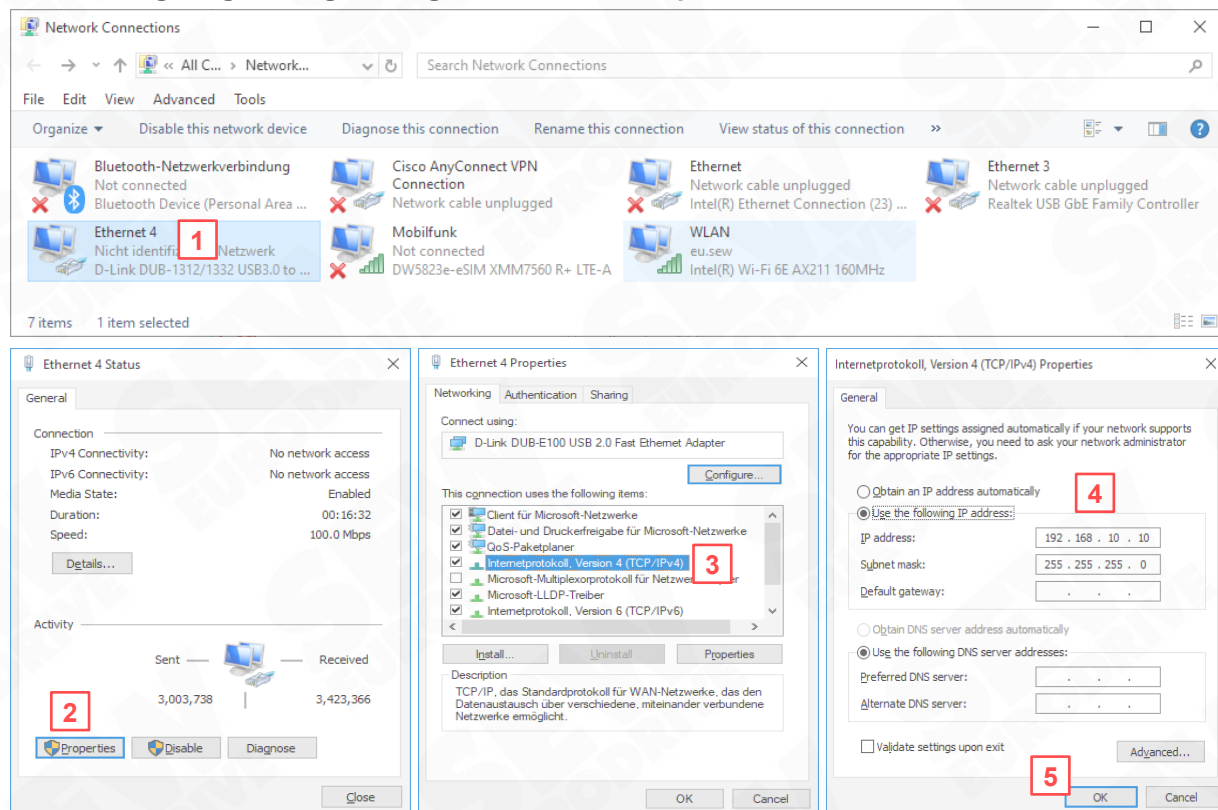 Network Connections
« All C... › Network...
Search Network Connections
File Edit View Advanced Tools
Organize Disable this network device Diagnose this connection Rename this connection View status of this connection »
Bluetooth-Netzwerkverbindung
Not connected
Bluetooth Device (Personal Area ...
Cisco AnyConnect VPN
Connection
Network cable unplugged
Ethernet
Network cable unplugged
Intel(R) Ethernet Connection (23) ...
Ethernet 3
Network cable unplugged
Realtek USB GbE Family Controller
Ethernet 4
1
Nicht Netzwerk
D-Link DUB-1312/1332 USB3.0 to ...
Mobilfunk
Not connected
DW5823e-eSIM XMM7560 R+ LTE-A
WLAN
eu.sew
Intel(R) Wi-Fi 6E AX211 160MHz
7 items 1 item selected
Ethernet 4 Status
General
Connection
IPv4 Connectivity: No network access
IPv6 Connectivity: No network access
Media State: Enabled
Duration: 00:16:32
Speed: 100.0 Mbps
Details...
Activity
Sent Received
3,003,738 3,423,366
2
Properties Disable Diagnose
Close
Ethernet 4 Properties
Networking Authentication Sharing
Connect using:
D-Link DUB-E100 USB 2.0 Fast Ethernet Adapter
Configure...
This connection uses the following items:
Client für Microsoft-Netzwerke
Datei- und Druckerfreigabe für Microsoft-Netzwerke
QoS-Paketplaner
Internetprotokoll, Version 4 (TCP/IPv4)
3
Microsoft-Multiplexorprotokoll für
Microsoft-LLDP-Treiber
Internetprotokoll, Version 6 (TCP/IPv6)
Install... Uninstall Properties
Description
TCP/IP, das Standardprotokoll für WAN-Netzwerke, das den
Datenaustausch über verschiedene, miteinander verbundene
Netzwerke ermöglicht.
OK Cancel
Internetprotokoll, Version 4 (TCP/IPv4) Properties
General
You can get IP settings assigned automatically if your network supports
this capability. Otherwise, you need to ask your network administrator
for the appropriate IP settings.
Obtain an IP address automatically
4
Use the following IP address:
IP address: 192 . 168 . 10 . 10
Subnet mask: 255 . 255 . 255 . 0
Default gateway: . . .
Obtain DNS server address automatically
Use the following DNS server addresses:
Preferred DNS server: . . .
Alternate DNS server: . . .
Validate settings upon exit
Advanced...
5
OK Cancel